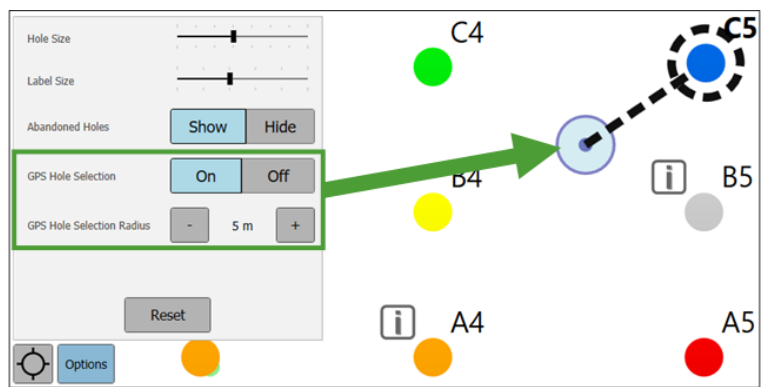 Hole Size
Label Size
Abandoned Holes Show Hide
GPS Hole Selection On Off
GPS Hole Selection Radius - 5 m +
Reset
Options
C4 C5
i
B4 B5
i
A4 A5